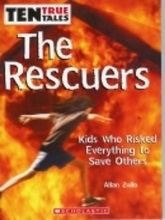 TEN TRUE
TALES
The
Rescuers
Kids Who Risked
Everything to
Save Others
Allan Zullo
SCHOLASTIC